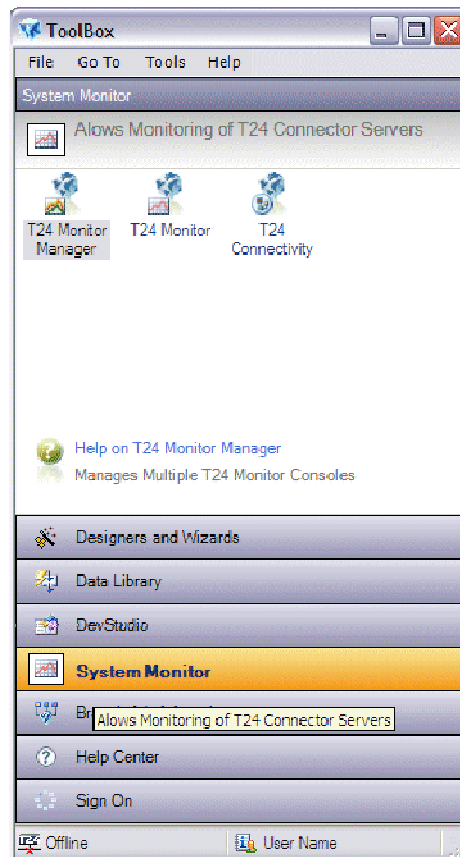 ToolBox
File Go To Tools Help
System Monitor
Alows Monitoring of T24 Connector Servers
T24 Monitor Manager
T24 Monitor
T24 Connectivity
Help on T24 Monitor Manager
Manages Multiple T24 Monitor Consoles
Designers and Wizards
Data Library
DevStudio
System Monitor
Alows Monitoring of T24 Connector Servers
Help Center
Sign On
Offline User Name